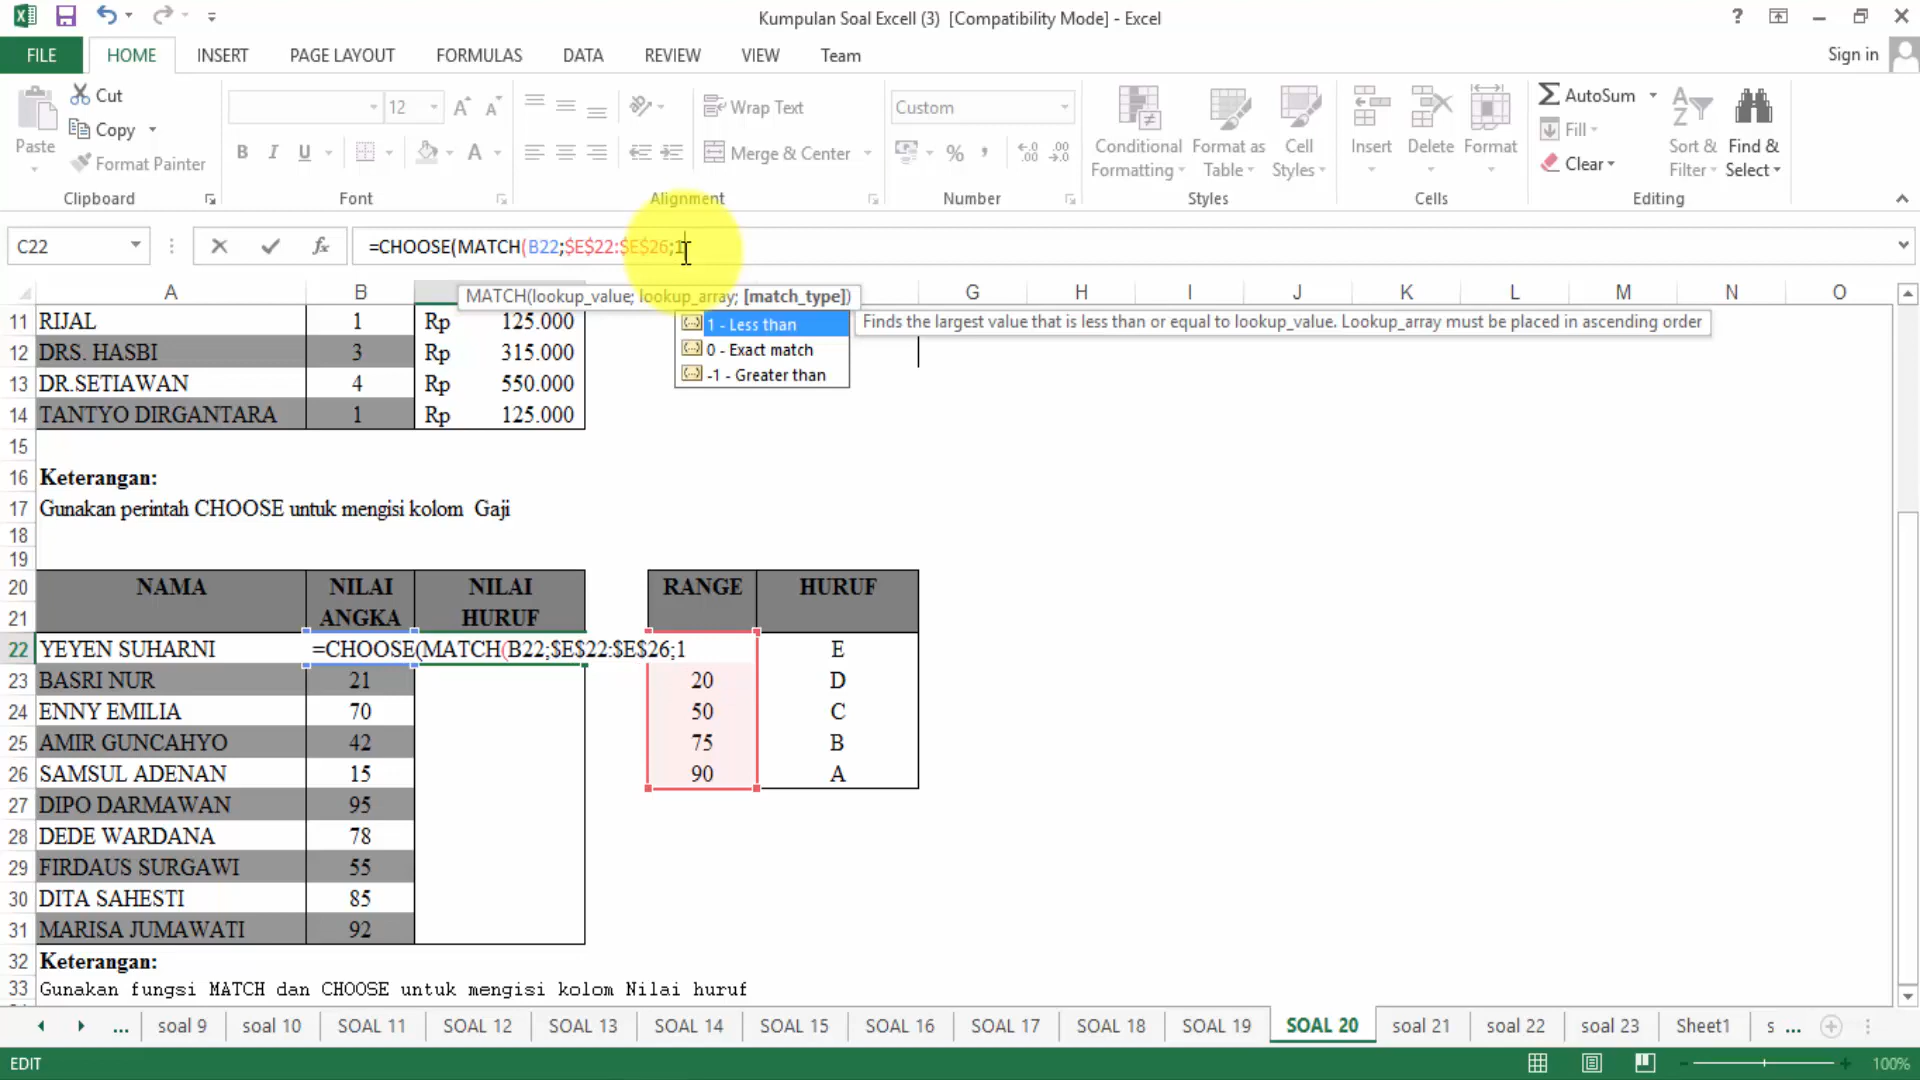 Kumpulan Soal Excell (3) [Compatibility Mode] - Excel
FILE HOME INSERT PAGE LAYOUT FORMULAS DATA REVIEW VIEW Team Sign in
Paste Cut Copy Format Painter Clipboard
12 B I U A Font
Wrap Text Merge & Center Alignment
Custom % Number
Conditional Formatting Format as Table Cell Styles Styles
Insert Delete Format Cells
AutoSum Fill Clear Sort & Filter Find & Select Editing
C22 fx =CHOOSE(MATCH(B22;$E$22:$E$26;1
MATCH(lookup_value; lookup_array; [match_type])
A B G H I J K L M N O
1 - Less than Finds the largest value that is less than or equal to lookup_value. Lookup_array must be placed in ascending order
0 - Exact match
-1 - Greater than
11 RIJAL 1 Rp 125.000
12 DRS. HASBI 3 Rp 315.000
13 DR.SETIAWAN 4 Rp 550.000
14 TANTYO DIRGANTARA 1 Rp 125.000
15
16 Keterangan:
17 Gunakan perintah CHOOSE untuk mengisi kolom Gaji
18
19
20 NAMA NILAI NILAI RANGE HURUF
21 ANGKA HURUF
22 YEYEN SUHARNI =CHOOSE(MATCH(B22;$E$22:$E$26;1 E
23 BASRI NUR 21 20 D
24 ENNY EMILIA 70 50 C
25 AMIR GUNCAHYO 42 75 B
26 SAMSUL ADENAN 15 90 A
27 DIPO DARMAWAN 95
28 DEDE WARDANA 78
29 FIRDAUS SURGAWI 55
30 DITA SAHESTI 85
31 MARISA JUMAWATI 92
32 Keterangan:
33 Gunakan fungsi MATCH dan CHOOSE untuk mengisi kolom Nilai huruf
... soal 9 soal 10 SOAL 11 SOAL 12 SOAL 13 SOAL 14 SOAL 15 SOAL 16 SOAL 17 SOAL 18 SOAL 19 SOAL 20 soal 21 soal 22 soal 23 Sheet1 s ...
EDIT 100%